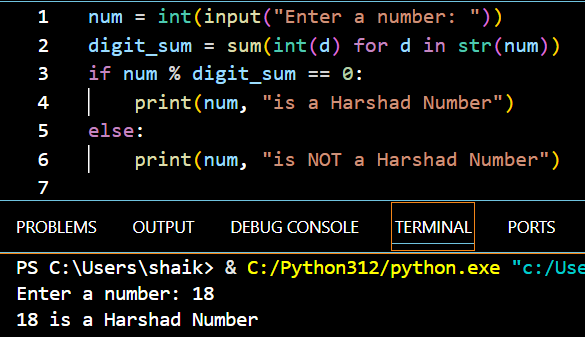 1 num = int(input("Enter a number: "))
2 digit_sum = sum(int(d) for d in str(num))
3 if num % digit_sum == 0:
4     print(num, "is a Harshad Number")
5 else:
6     print(num, "is NOT a Harshad Number")
7
PROBLEMS OUTPUT DEBUG CONSOLE TERMINAL PORTS
PS C:\Users\shaik> & C:/Python312/python.exe "c:/Use
Enter a number: 18
18 is a Harshad Number